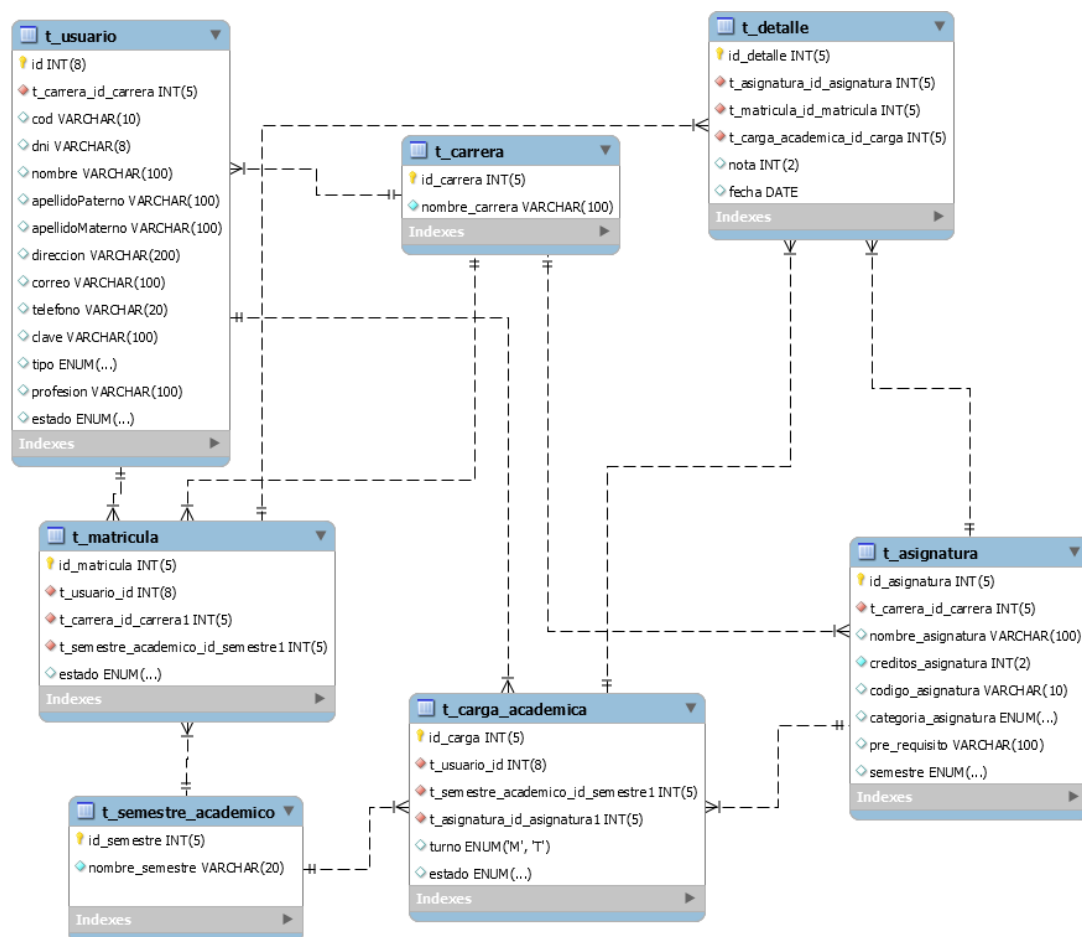 t_usuario
id INT(8)
t_carrera_id_carrera INT(5)
cod VARCHAR(10)
dni VARCHAR(8)
nombre VARCHAR(100)
apellidoPaterno VARCHAR(100)
apellidoMaterno VARCHAR(100)
direccion VARCHAR(200)
correo VARCHAR(100)
telefono VARCHAR(20)
clave VARCHAR(100)
tipo ENUM(...)
profesion VARCHAR(100)
estado ENUM(...)
Indexes
t_carrera
id_carrera INT(5)
nombre_carrera VARCHAR(100)
Indexes
t_detalle
id_detalle INT(5)
t_asignatura_id_asignatura INT(5)
t_matricula_id_matricula INT(5)
t_carga_academica_id_carga INT(5)
nota INT(2)
fecha DATE
Indexes
t_matricula
id_matricula INT(5)
t_usuario_id INT(8)
t_carrera_id_carrera1 INT(5)
t_semestre_academico_id_semestre1 INT(5)
estado ENUM(...)
Indexes
t_semestre_academico
id_semestre INT(5)
nombre_semestre VARCHAR(20)
Indexes
t_carga_academica
id_carga INT(5)
t_usuario_id INT(8)
t_semestre_academico_id_semestre1 INT(5)
t_asignatura_id_asignatura1 INT(5)
turno ENUM('M', 'T')
estado ENUM(...)
Indexes
t_asignatura
id_asignatura INT(5)
t_carrera_id_carrera INT(5)
nombre_asignatura VARCHAR(100)
creditos_asignatura INT(2)
codigo_asignatura VARCHAR(10)
categoria_asignatura ENUM(...)
pre_requisito VARCHAR(100)
semestre ENUM(...)
Indexes